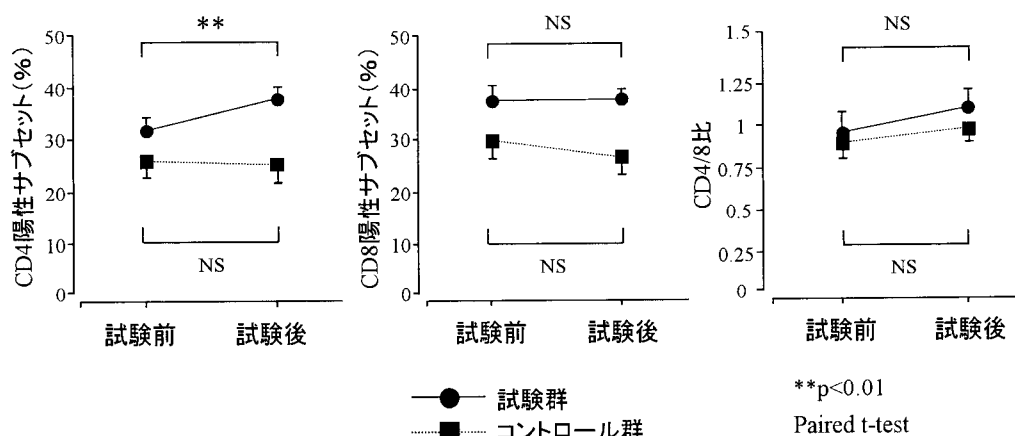 **
50
40
30
20
10
0
CD4陽性サブセット(%)
NS
試験前
試験後
NS
50
40
30
20
10
0
CD8陽性サブセット(%)
NS
試験前
試験後
NS
1.5
1.25
1
0.75
0.5
0.25
0
CD4/8比
NS
試験前
試験後
試験群
コントロール群
**p<0.01
Paired t-test